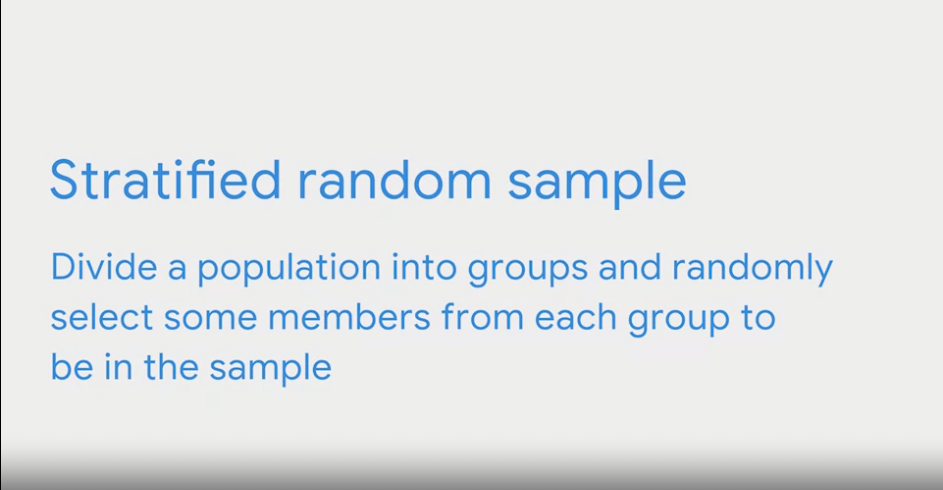 Stratified random sample
Divide a population into groups and randomly
select some members from each group to
be in the sample